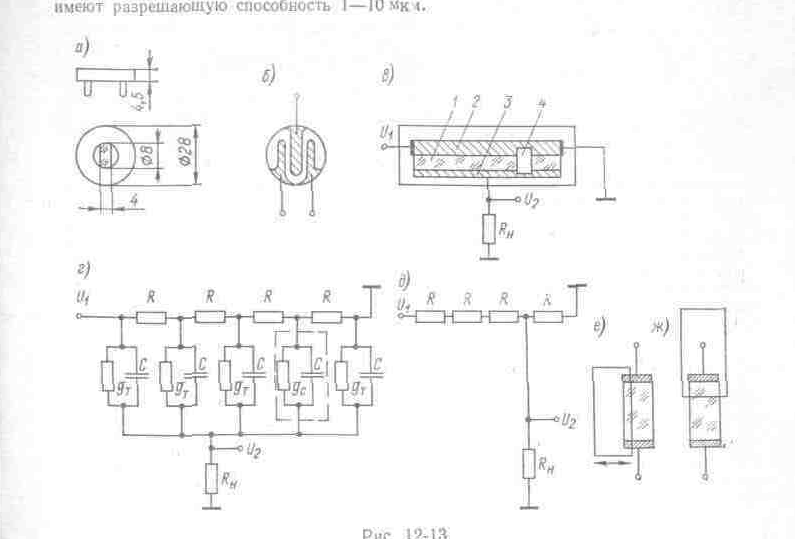 имеют разрешающую способность 1—10 мкм.
а) б) в)
4,5
1 2 3 4
U₁
Ø8 Ø28
4
U₂
Rн
г) д)
U₁ R R R R U₁ R R R R
е) ж)
C C C C C
gт gт gт gс gт
U₂ U₂
Rн Rн
Рис. 12-13